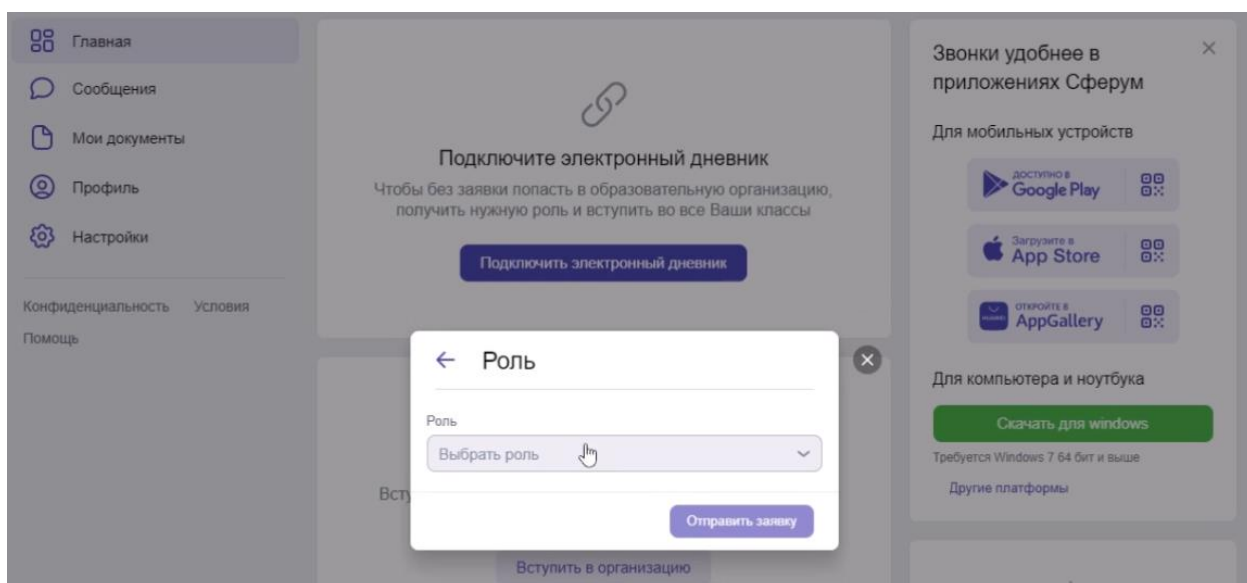 Главная
Сообщения
Мои документы
Профиль
Настройки
Конфиденциальность Условия
Помощь
Подключите электронный дневник
Чтобы без заявки попасть в образовательную организацию,
получить нужную роль и вступить во все Ваши классы
Подключить электронный дневник
Роль
Роль
Выбрать роль
Отправить заявку
Вступить в организацию
Звонки удобнее в
приложениях Сферум
Для мобильных устройств
ДОСТУПНО В
Google Play
Загрузите в
App Store
ОТКРОЙТЕ В
AppGallery
Для компьютера и ноутбука
Скачать для windows
Требуется Windows 7 64 бит и выше
Другие платформы